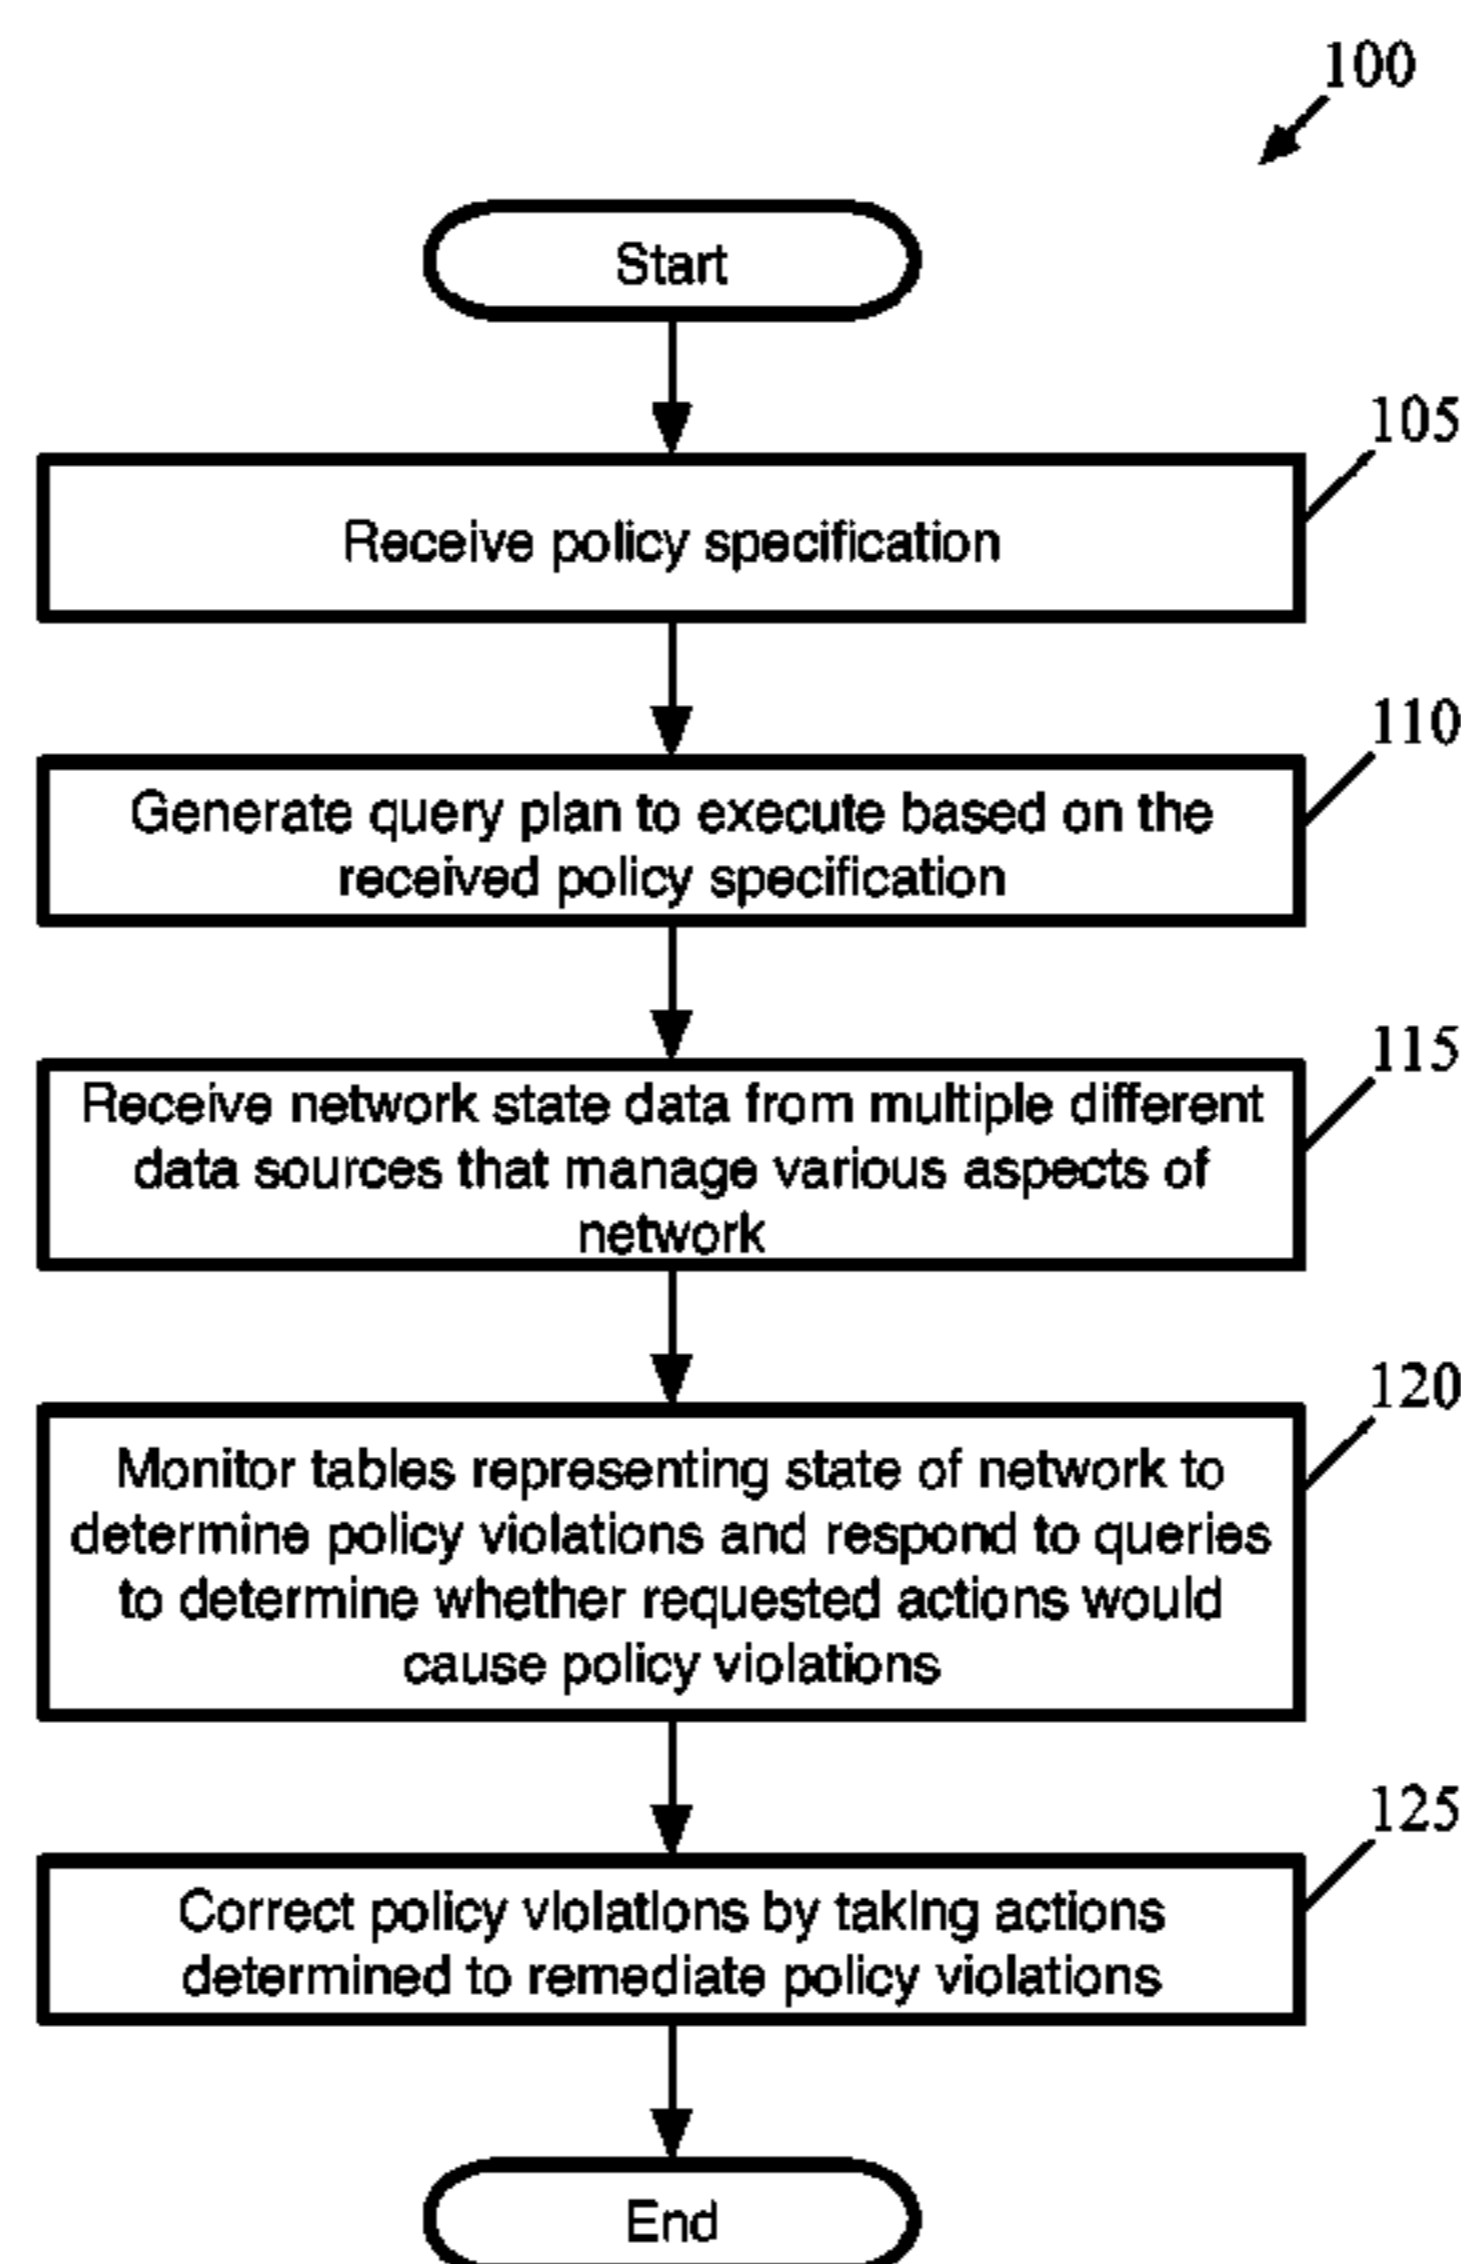 100
Start
105
Receive policy specification
110
Generate query plan to execute based on the
received policy specification
115
Receive network state data from multiple different
data sources that manage various aspects of
network
120
Monitor tables representing state of network to
determine policy violations and respond to queries
to determine whether requested actions would
cause policy violations
125
Correct policy violations by taking actions
determined to remediate policy violations
End